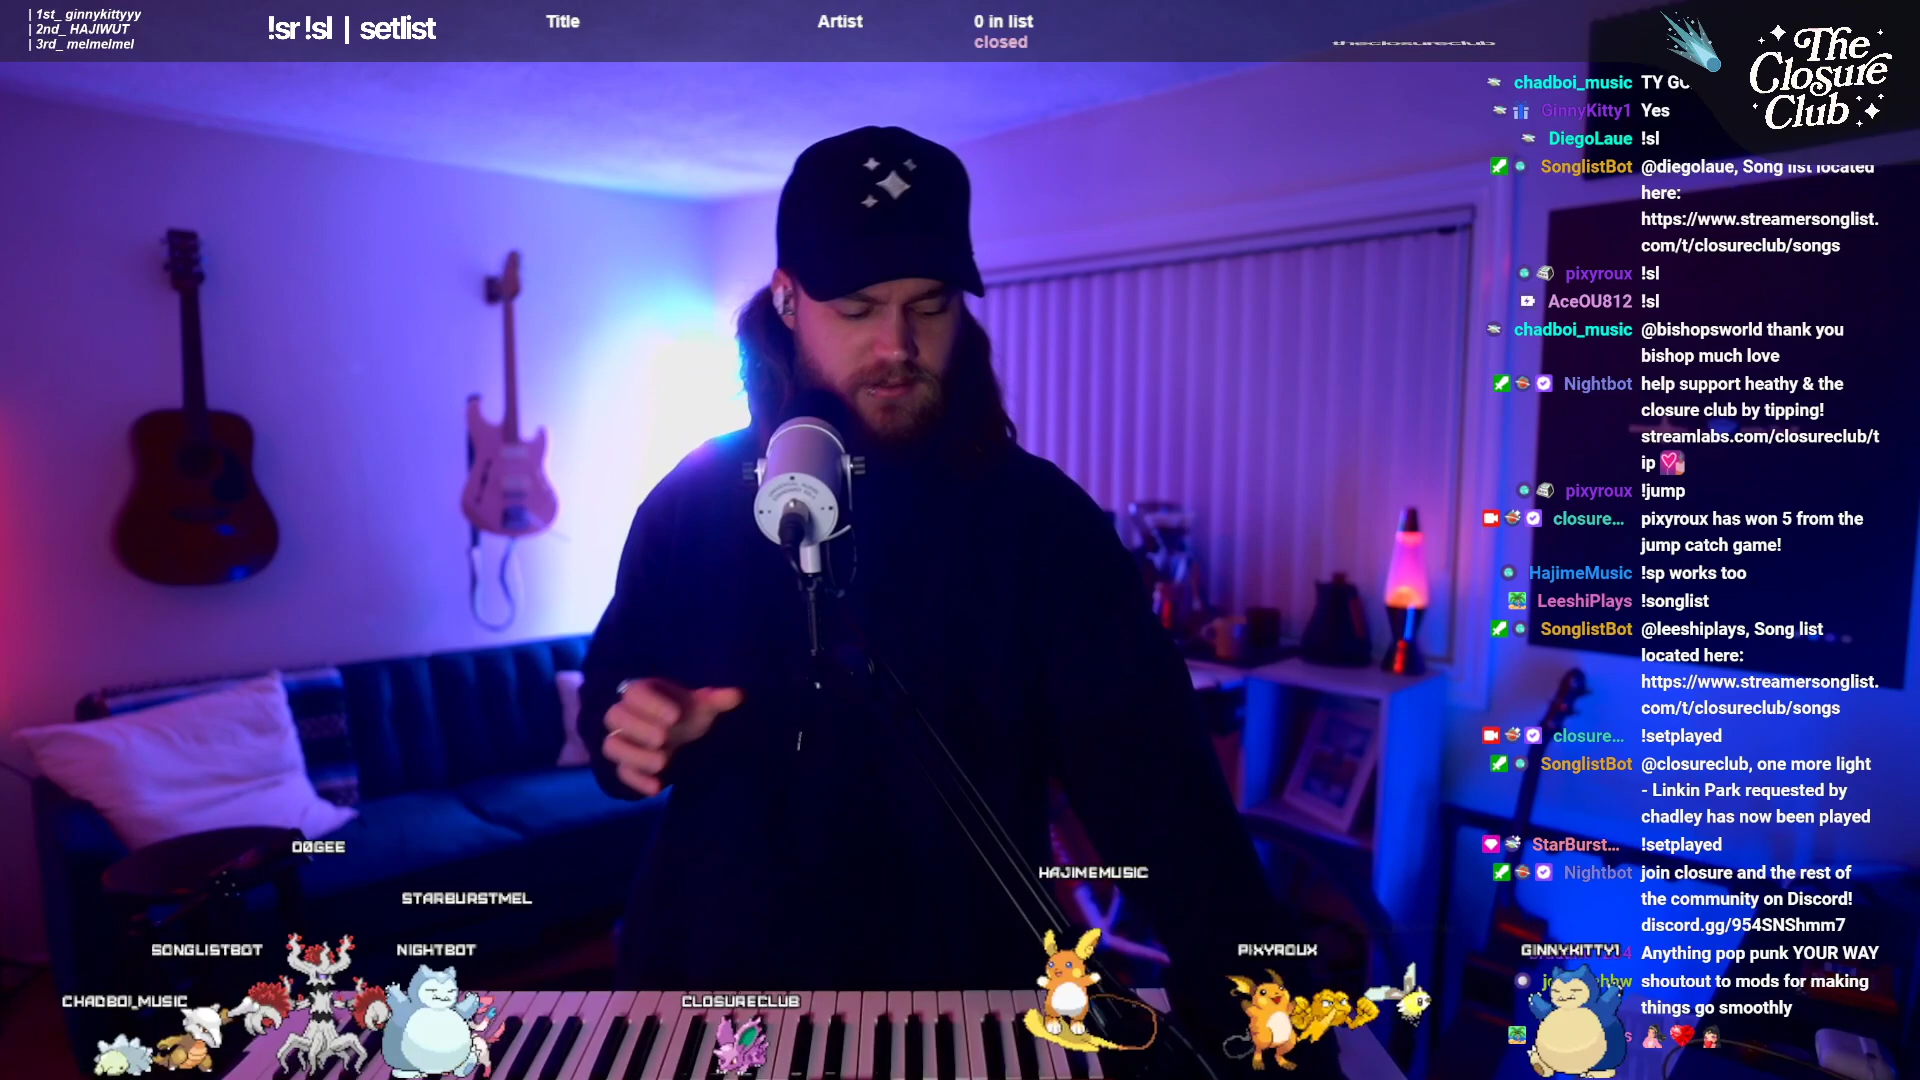 | 1st_ ginnykittyyy
| 2nd_ HAJIWUT
| 3rd_ melmelmel
!sr !sl | setlist
Title
Artist
0 in list
closed
theclosureclub
The
Closure
Club
chadboi_music TY
GinnyKitty1 Yes
DiegoLaue !sl
SonglistBot @diegolaue, Song list located
here:
https://www.streamersonglist.
com/t/closureclub/songs
pixyroux !sl
AceOU812 !sl
chadboi_music @bishopsworld thank you
bishop much love
Nightbot help support heathy & the
closure club by tipping!
streamlabs.com/closureclub/t
ip
pixyroux !jump
closure... pixyroux has won 5 from the
jump catch game!
HajimeMusic !sp works too
LeeshiPlays !songlist
SonglistBot @leeshiplays, Song list
located here:
https://www.streamersonglist.
com/t/closureclub/songs
closure... !setplayed
SonglistBot @closureclub, one more light
- Linkin Park requested by
chadley has now been played
StarBurst... !setplayed
Nightbot join closure and the rest of
the community on Discord!
discord.gg/954SNShmm7
Anything pop punk YOUR WAY
shoutout to mods for making
things go smoothly
O0GEE
STARBURSTMEL
HAJIMEMUSIC
SONGLISTBOT
NIGHTBOT
PIXYROUX
GINNYKITTY1
CHADBOI_MUSIC
CLOSURECLUB